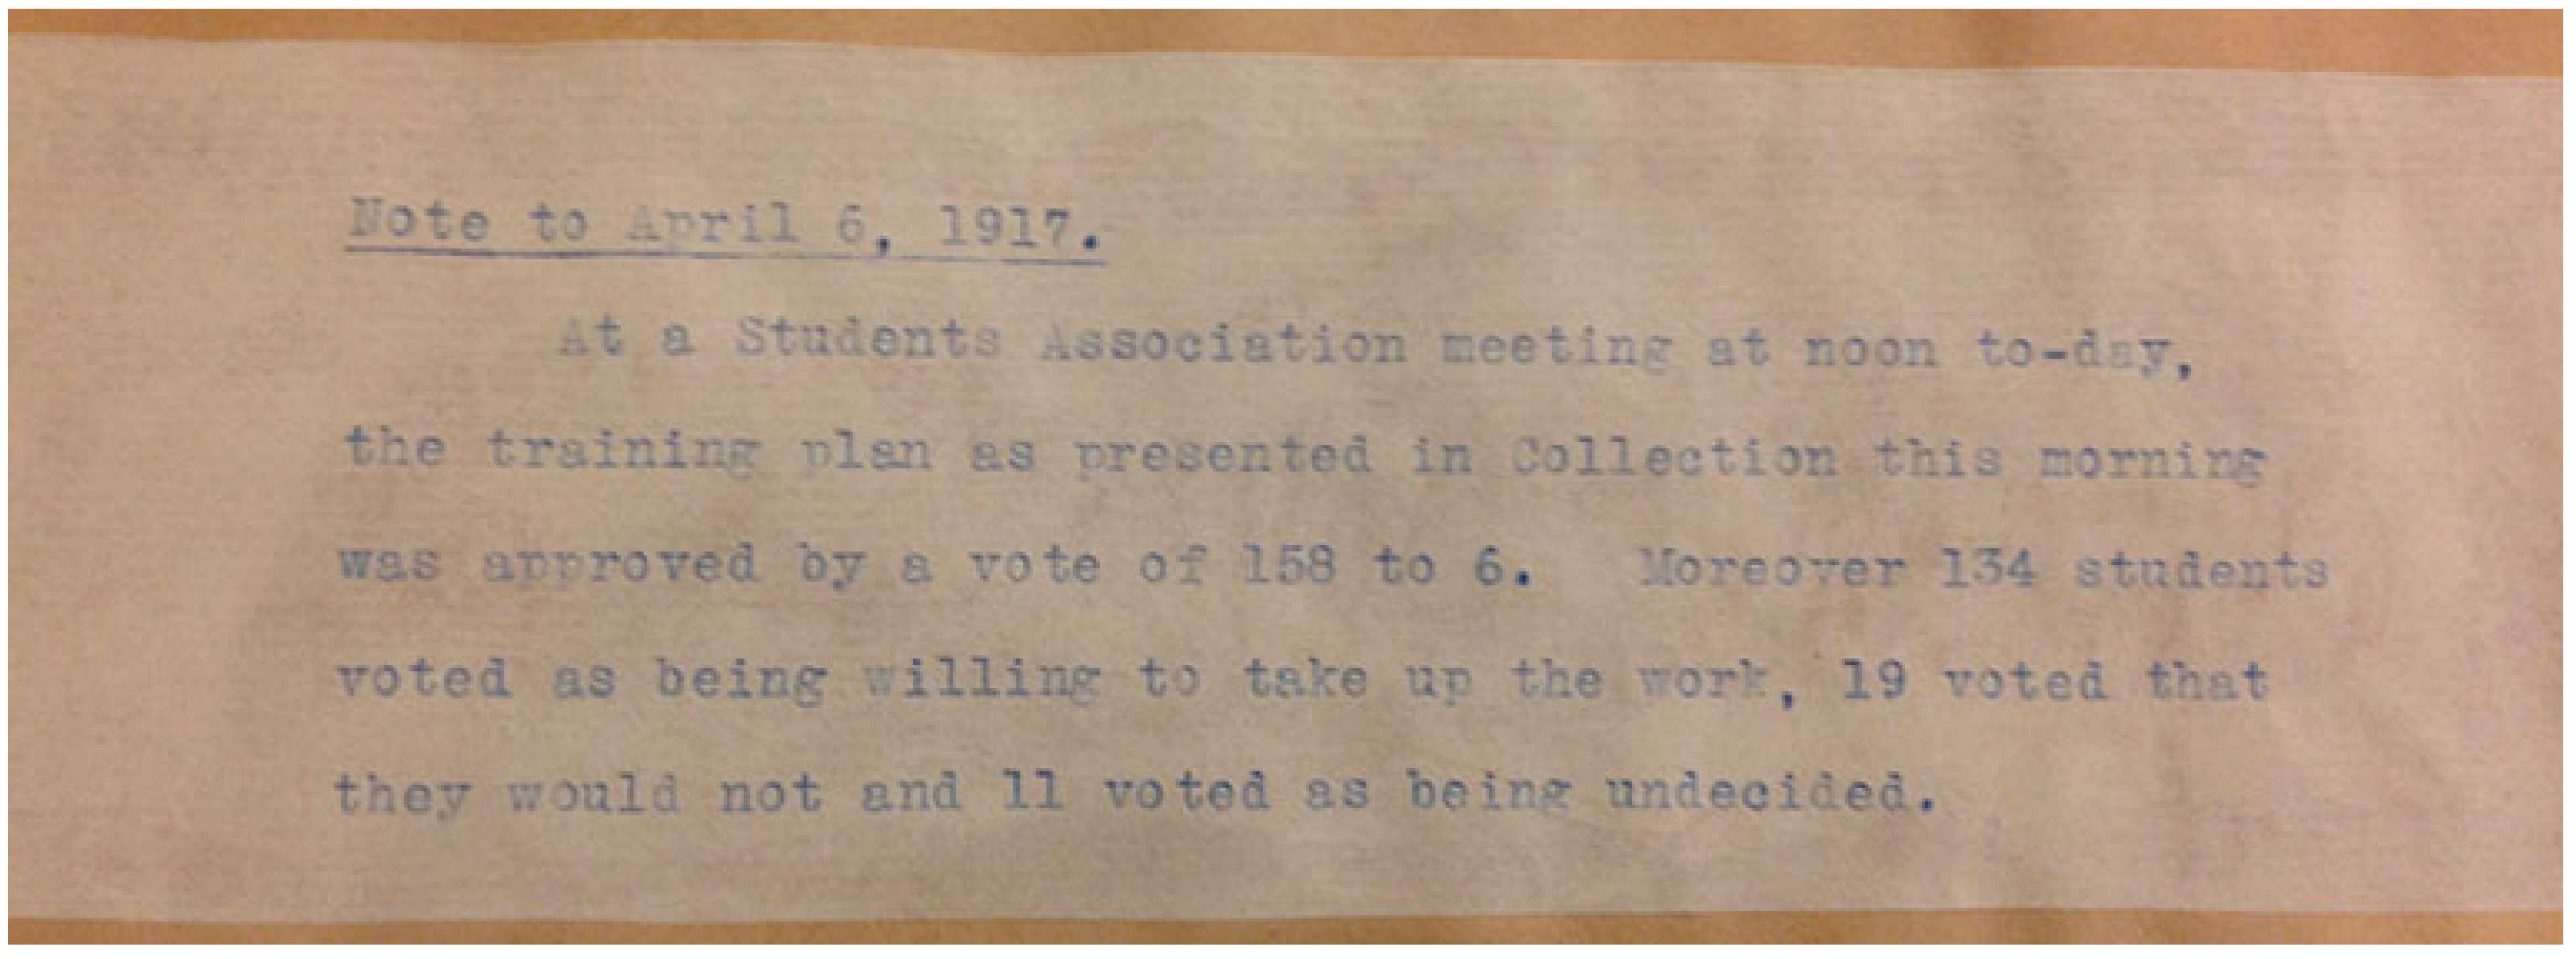 Note to April 6, 1917.
At a Students Association meeting at noon to-day,
the training plan as presented in Collection this morning
was approved by a vote of 158 to 6. Moreover 134 students
voted as being willing to take up the work, 19 voted that
they would not and 11 voted as being undecided.